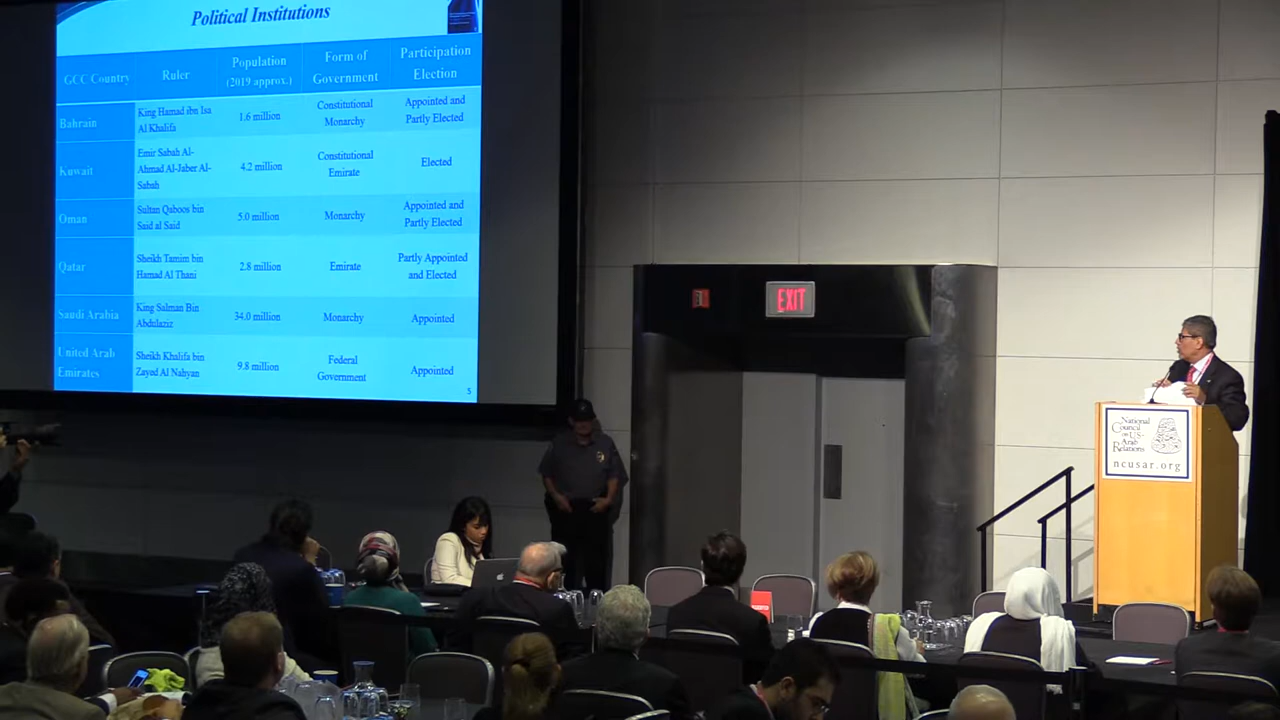 Political Institutions
GCC Country
Ruler
Population
(2019 approx.)
Form of
Government
Participation
Election
Bahrain
King Hamad ibn Isa
Al Khalifa
1.6 million
Constitutional
Monarchy
Appointed and
Partly Elected
Kuwait
Emir Sabah Al-
Ahmad Al-Jaber Al-
Sabah
4.2 million
Constitutional
Emirate
Elected
Oman
Sultan Qaboos bin
Said al Said
5.0 million
Monarchy
Appointed and
Partly Elected
Qatar
Sheikh Tamim bin
Hamad Al Thani
2.8 million
Emirate
Partly Appointed
and Elected
Saudi Arabia
King Salman Bin
Abdulaziz
34.0 million
Monarchy
Appointed
United Arab
Emirates
Sheikh Khalifa bin
Zayed Al Nahyan
9.8 million
Federal
Government
Appointed
5
EXIT
National
Council
on US-
Arab
Relations
ncusar.org